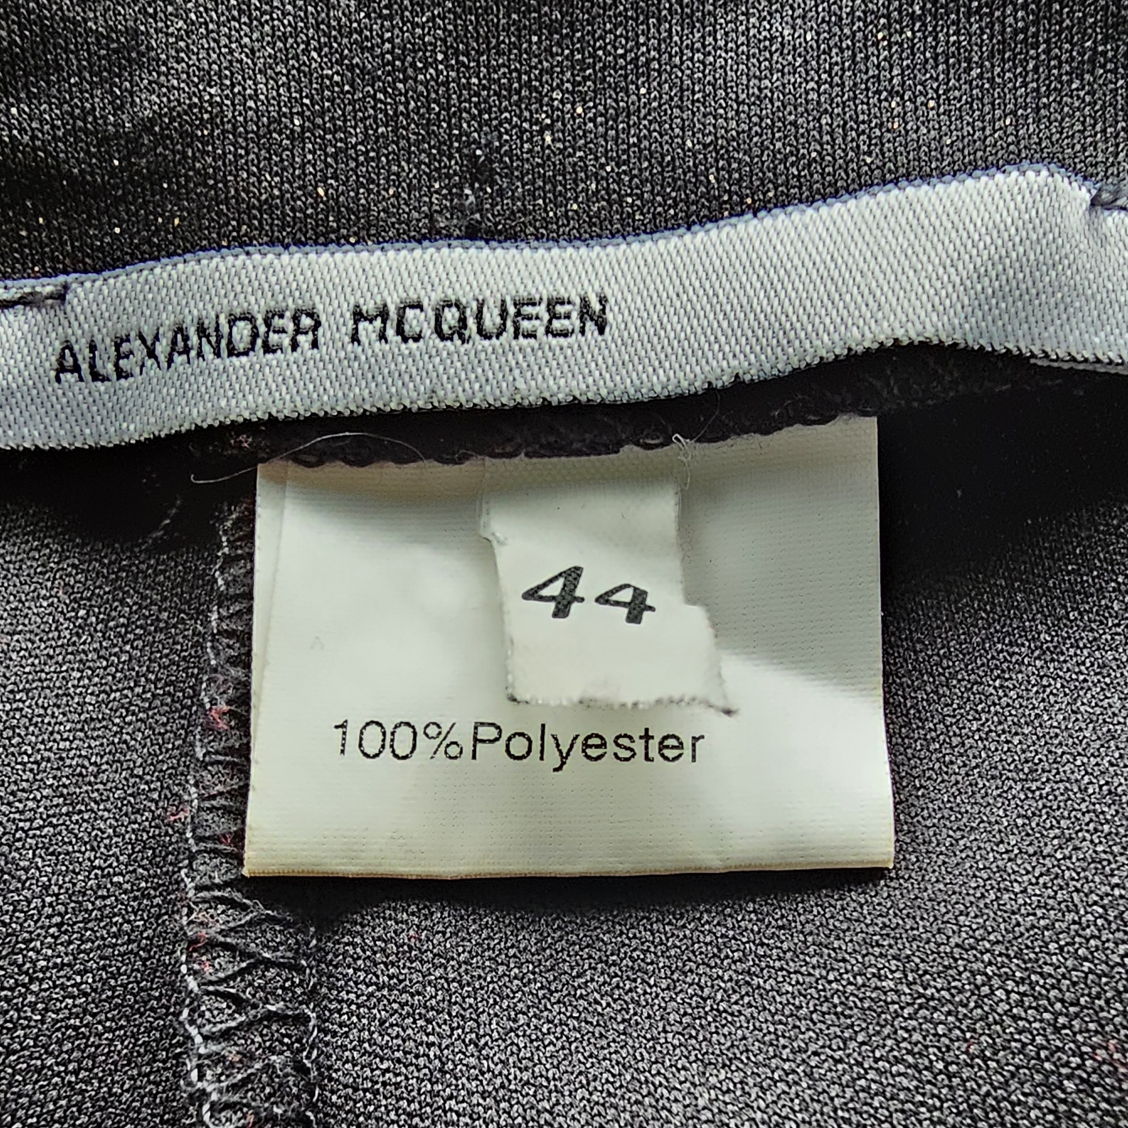 ALEXANDER MCQUEEN
44
100%Polyester